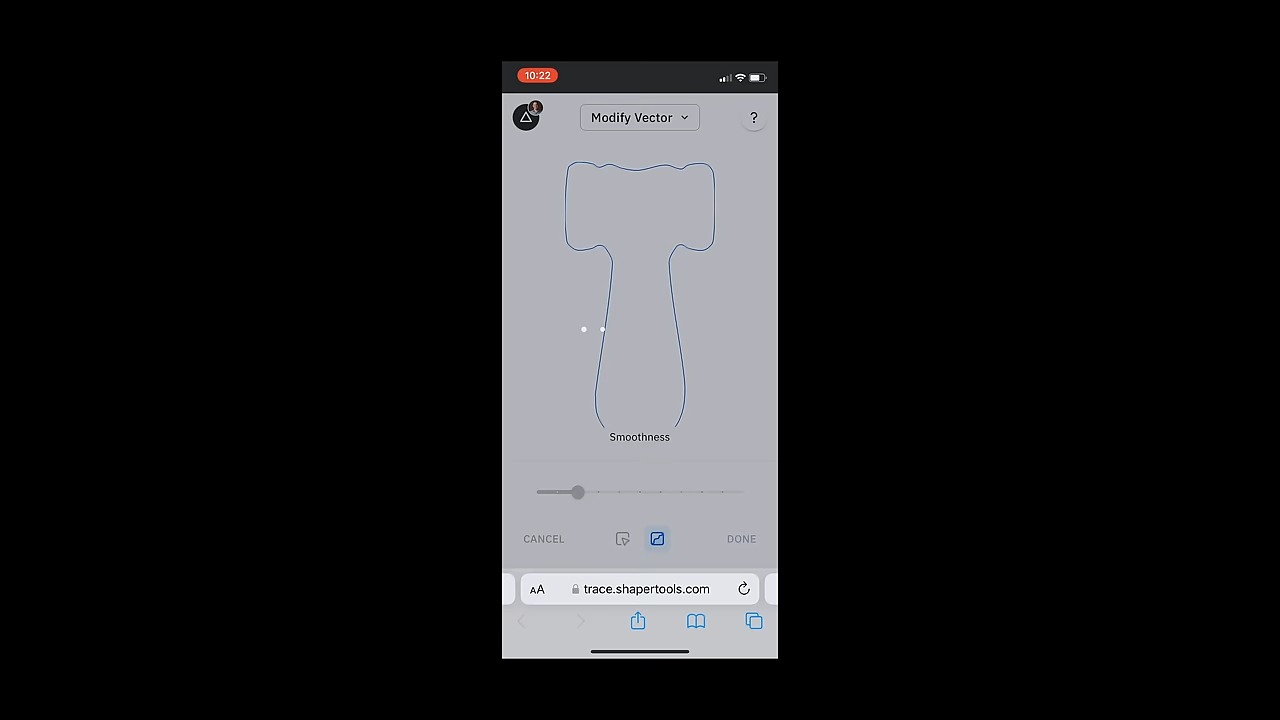 10:22
Modify Vector
?
Smoothness
CANCEL
DONE
AA
trace.shapertools.com